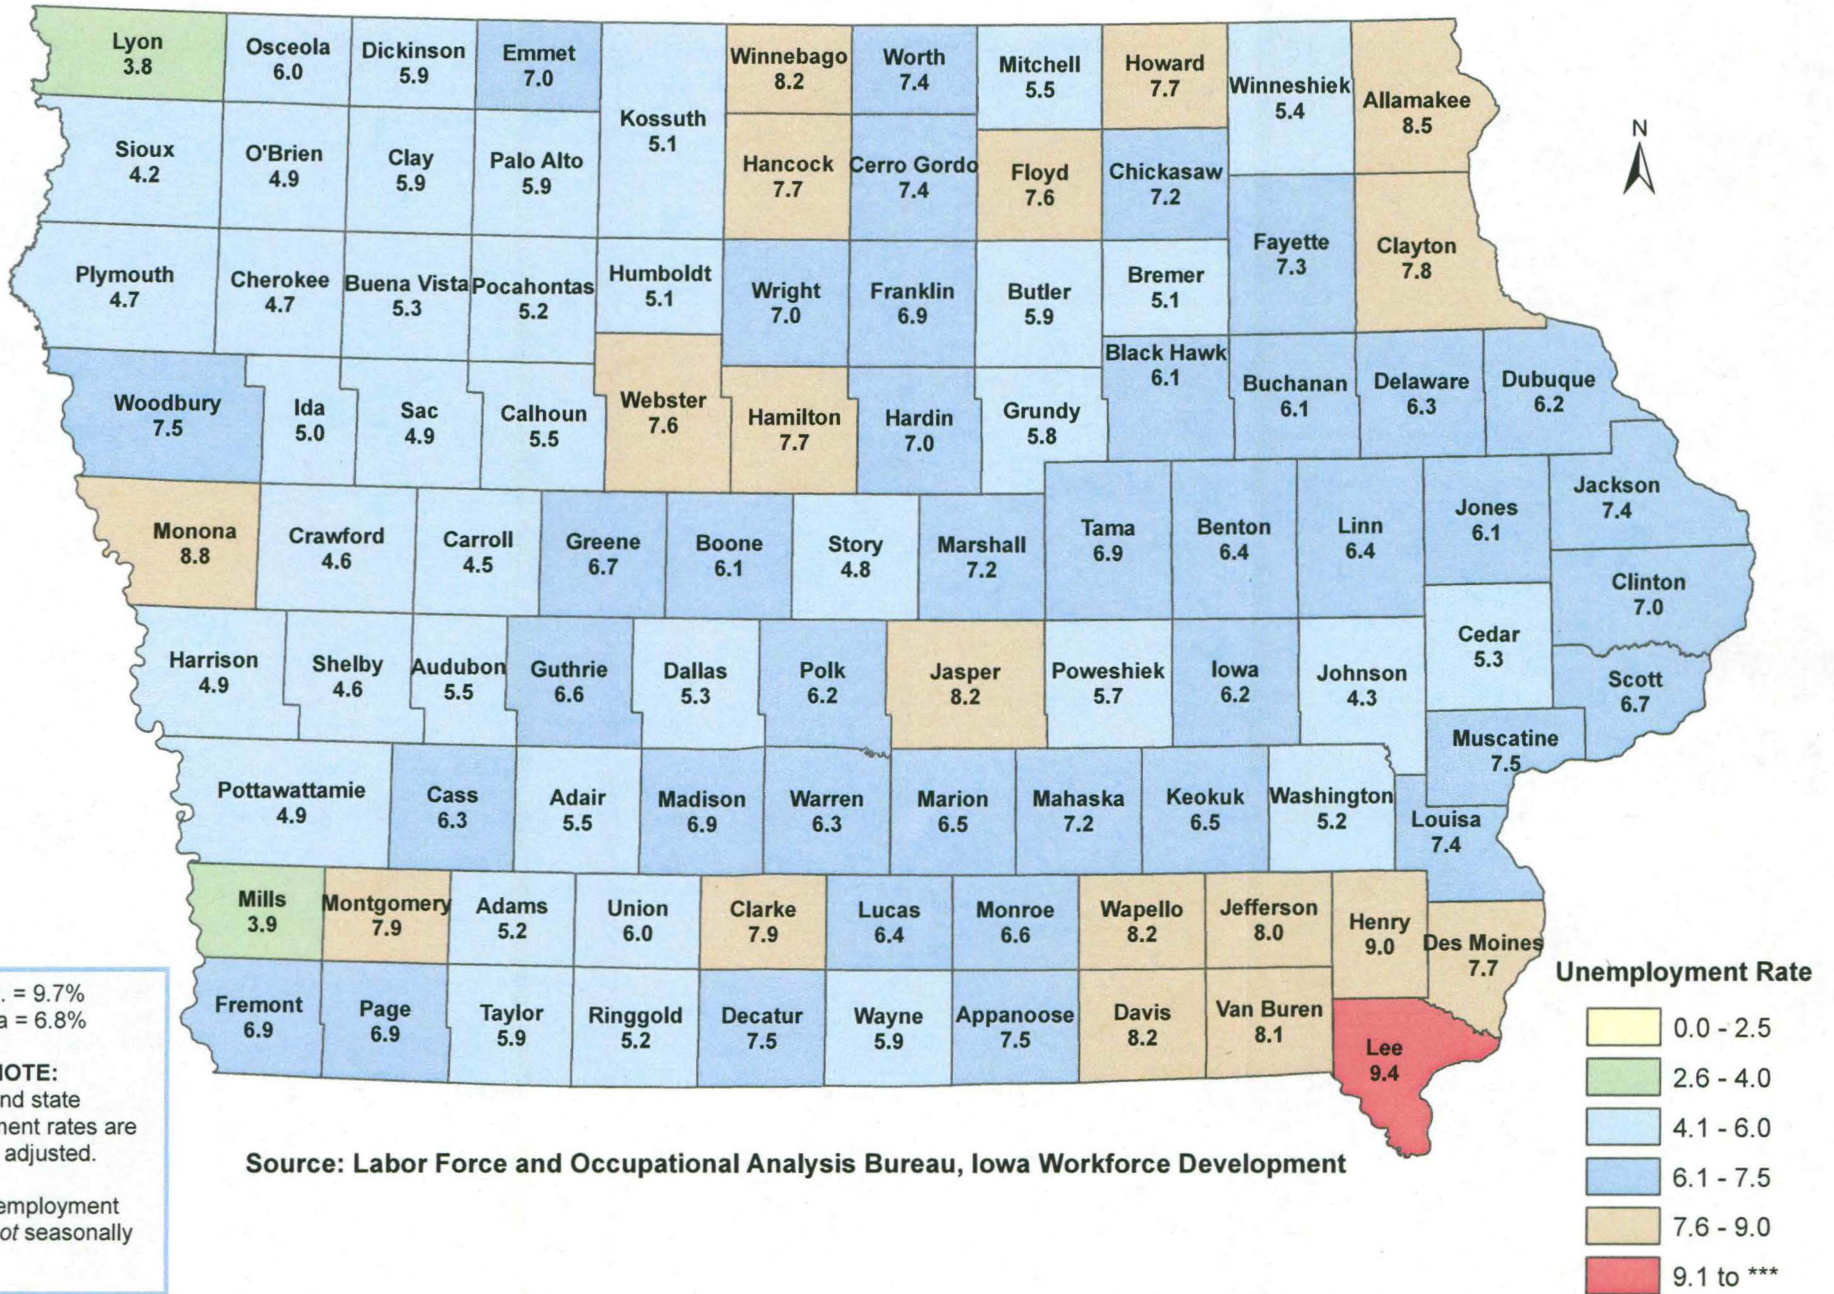 Lyon
3.8
Osceola
6.0
Dickinson
5.9
Emmet
7.0
Kossuth
5.1
Winnebago
8.2
Worth
7.4
Mitchell
5.5
Howard
7.7
Winneshiek
5.4
Allamakee
8.5
N
Sioux
4.2
O'Brien
4.9
Clay
5.9
Palo Alto
5.9
Hancock
7.7
Cerro Gordo
7.4
Floyd
7.6
Chickasaw
7.2
Fayette
7.3
Clayton
7.8
Plymouth
4.7
Cherokee
4.7
Buena Vista
5.3
Pocahontas
5.2
Humboldt
5.1
Wright
7.0
Franklin
6.9
Butler
5.9
Bremer
5.1
Woodbury
7.5
Ida
5.0
Sac
4.9
Calhoun
5.5
Webster
7.6
Hamilton
7.7
Hardin
7.0
Grundy
5.8
Black Hawk
6.1
Buchanan
6.1
Delaware
6.3
Dubuque
6.2
Monona
8.8
Crawford
4.6
Carroll
4.5
Greene
6.7
Boone
6.1
Story
4.8
Marshall
7.2
Tama
6.9
Benton
6.4
Linn
6.4
Jones
6.1
Jackson
7.4
Clinton
7.0
Harrison
4.9
Shelby
4.6
Audubon
5.5
Guthrie
6.6
Dallas
5.3
Polk
6.2
Jasper
8.2
Poweshiek
5.7
Iowa
6.2
Johnson
4.3
Cedar
5.3
Scott
6.7
Muscatine
7.5
Pottawattamie
4.9
Cass
6.3
Adair
5.5
Madison
6.9
Warren
6.3
Marion
6.5
Mahaska
7.2
Keokuk
6.5
Washington
5.2
Louisa
7.4
Mills
3.9
Montgomery
7.9
Adams
5.2
Union
6.0
Clarke
7.9
Lucas
6.4
Monroe
6.6
Wapello
8.2
Jefferson
8.0
Henry
9.0
Des Moines
7.7
Fremont
6.9
Page
6.9
Taylor
5.9
Ringgold
5.2
Decatur
7.5
Wayne
5.9
Appanoose
7.5
Davis
8.2
Van Buren
8.1
Lee
9.4
. = 9.7%
a = 6.8%
OTE:
nd state
ment rates are
adjusted.
employment
ot seasonally
Source: Labor Force and Occupational Analysis Bureau, Iowa Workforce Development
Unemployment Rate
0.0 - 2.5
2.6 - 4.0
4.1 - 6.0
6.1 - 7.5
7.6 - 9.0
9.1 to ***